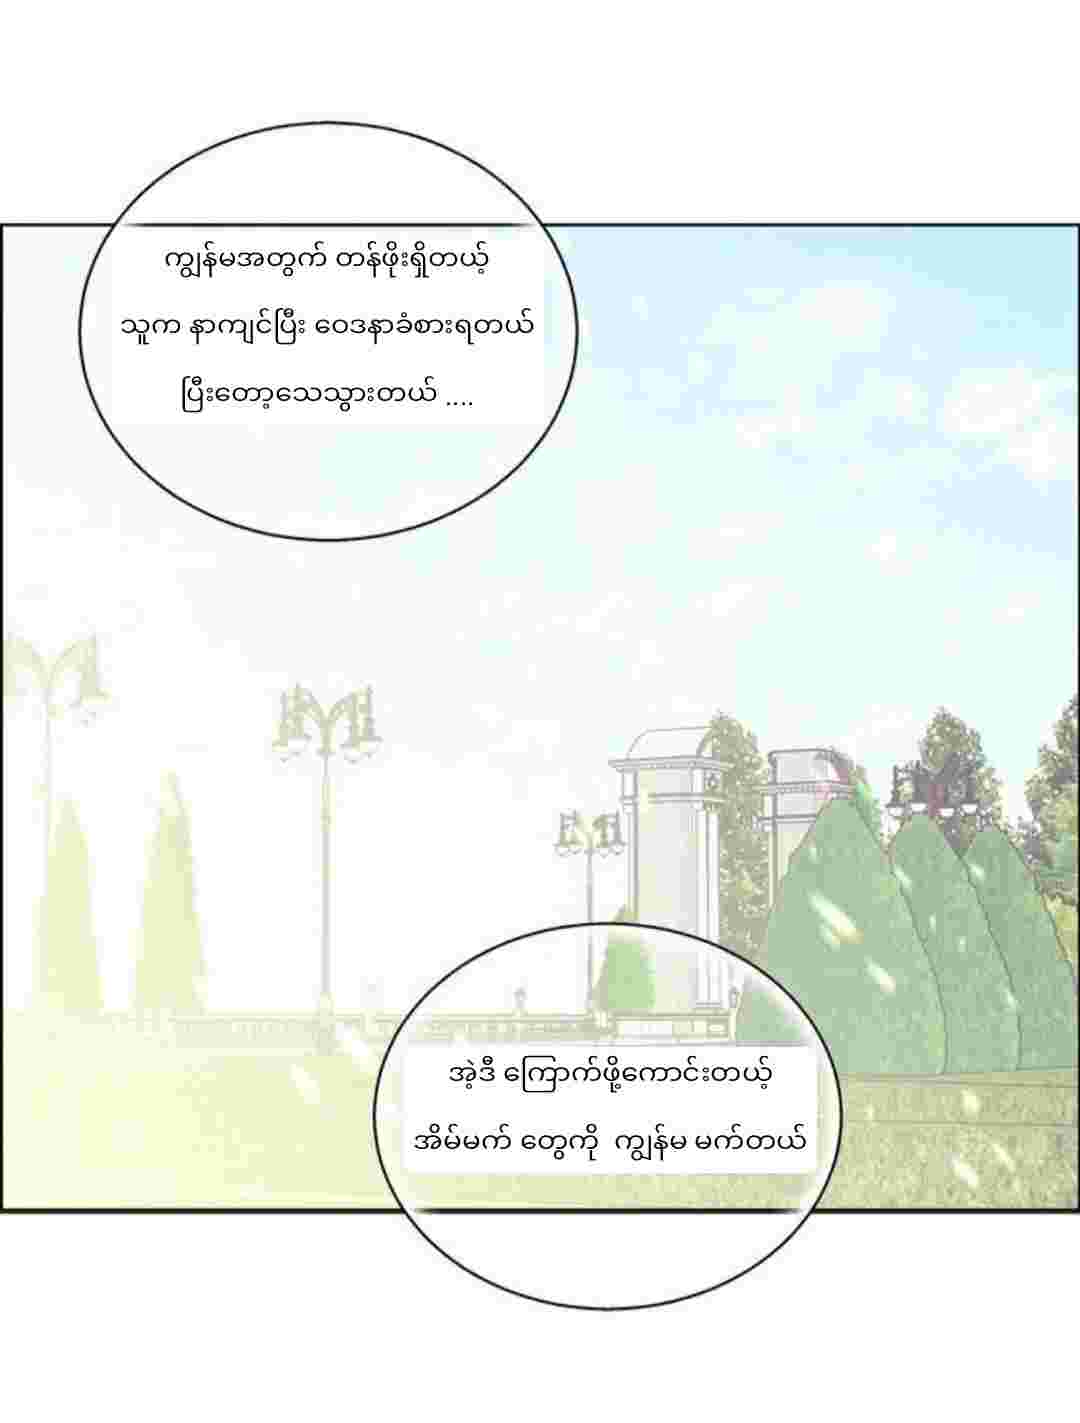 ကျွန်မအတွက် တန်ဖိုးရှိတယ့်
သူက နာကျင်ပြီး ဝေဒနာခံစားရတယ်
ပြီးတော့သေသွားတယ် ....
အဲ့ဒီ ကြောက်ဖို့ကောင်းတယ့်
အိမ်မက် တွေကို ကျွန်မ မက်တယ်